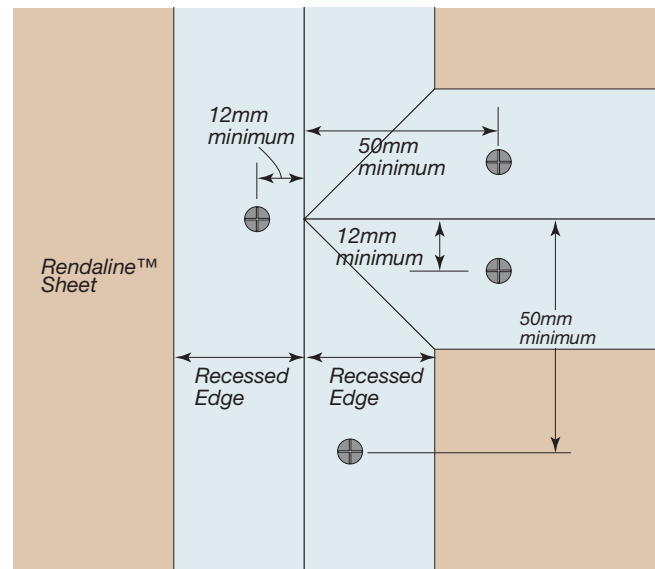 12mm
minimum
50mm
minimum
12mm
minimum
Rendaline™
Sheet
50mm
minimum
Recessed
Edge
Recessed
Edge